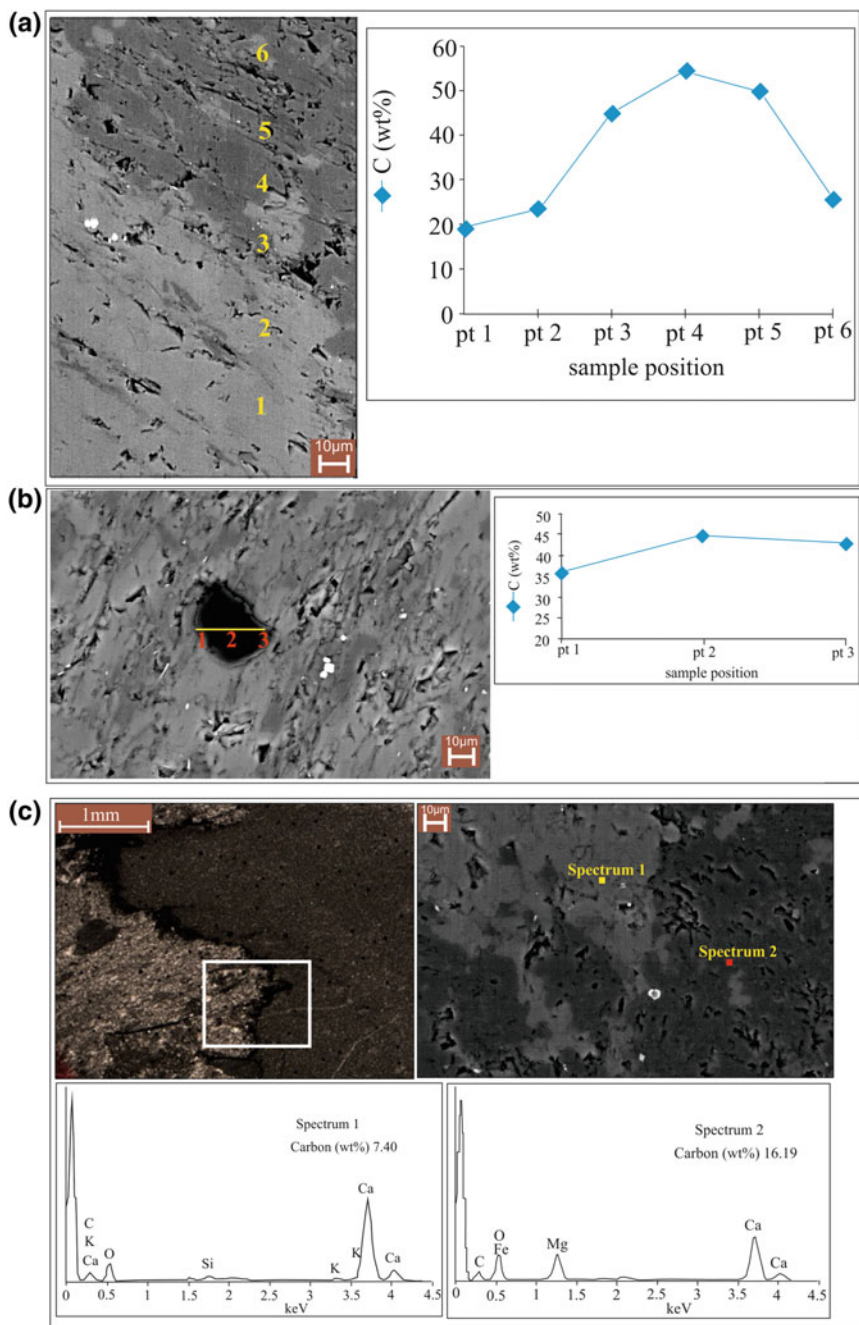 (a)
6
5
4
3
2
1
10µm
60
50
40
30
20
10
0
C (wt%)
pt 1 pt 2 pt 3 pt 4 pt 5 pt 6
sample position
(b)
1 2 3
10µm
50
45
40
35
30
25
20
C (wt%)
pt 1 pt 2 pt 3
sample position
(c)
1mm
10µm
Spectrum 1
Spectrum 2
Spectrum 1
Carbon (wt%) 7.40
C
K
Ca
O
Si
K
K
Ca
Ca
0 0.5 1 1.5 2 2.5 3 3.5 4 4.5
keV
Spectrum 2
Carbon (wt%) 16.19
C
O
Fe
Mg
Ca
Ca
0 0.5 1 1.5 2 2.5 3 3.5 4 4.5
keV